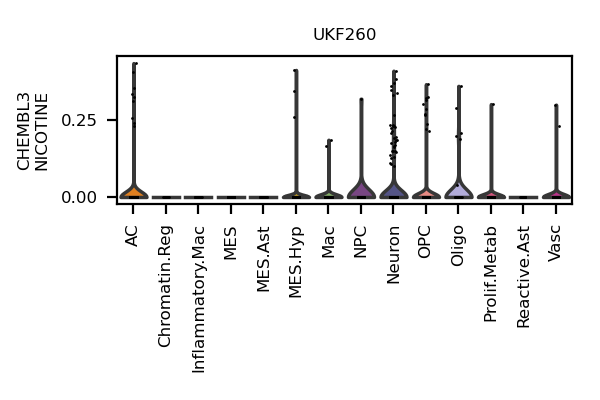 UKF260
CHEMBL3
NICOTINE
0.25
0.00
AC
Chromatin.Reg
Inflammatory.Mac
MES
MES.Ast
MES.Hyp
Mac
NPC
Neuron
OPC
Oligo
Prolif.Metab
Reactive.Ast
Vasc